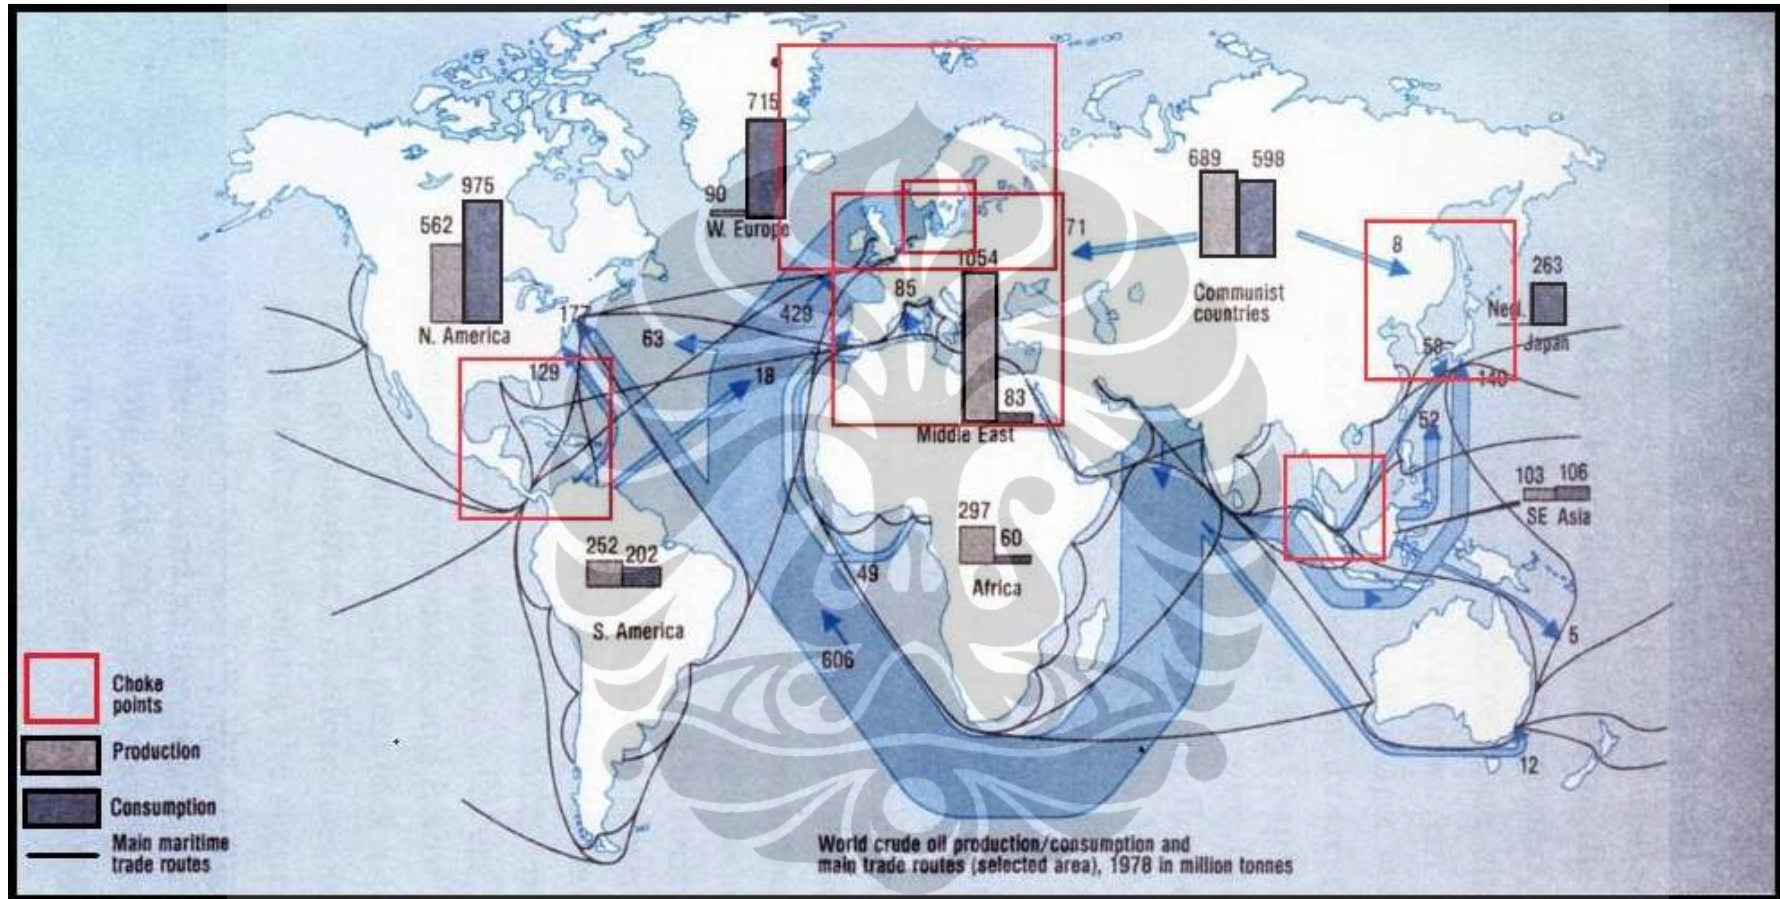 715
90
W. Europe
975
562
N. America
689 598
Communist
countries
71
8
263
Japan
1054
83
Middle East
85
429
177
63
18
129
58
140
52
103 106
SE Asia
297
60
Africa
252 202
S. America
49
606
5
12
Choke
points
Production
Consumption
Main maritime
trade routes
World crude oil production/consumption and
main trade routes (selected area), 1978 in million tonnes